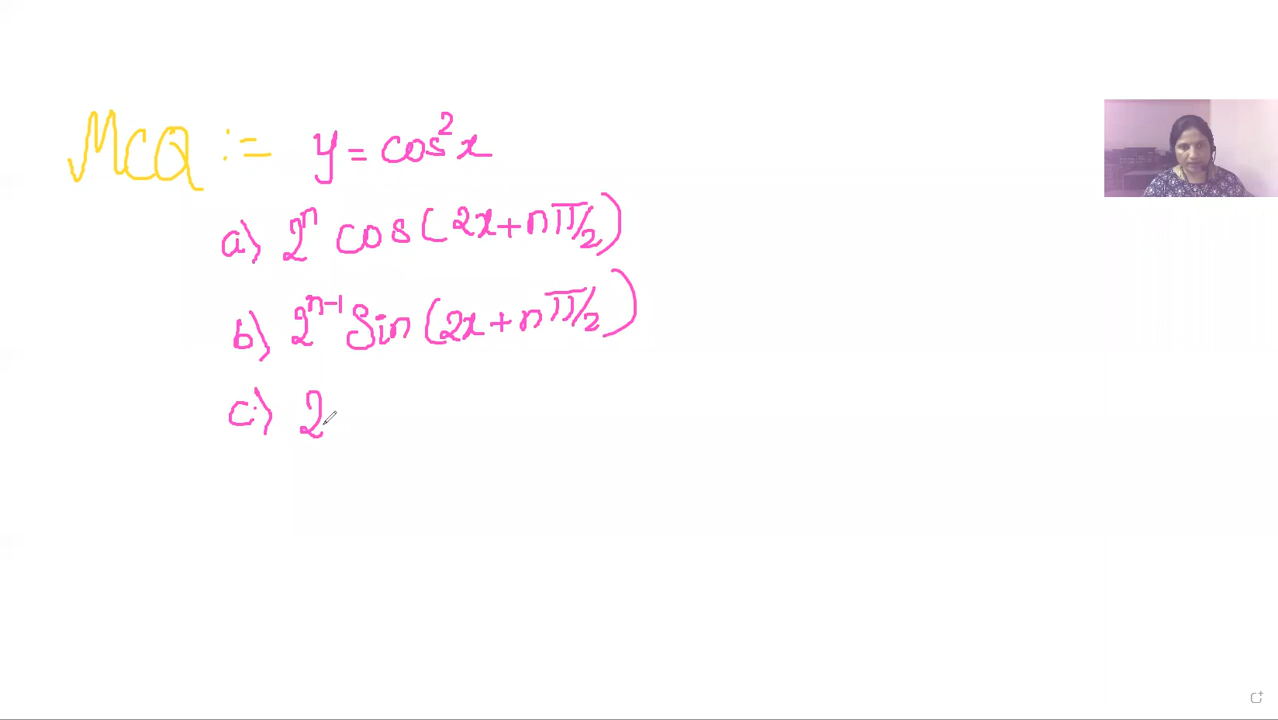 MCQ := y = cos²x
a) 2ⁿ cos(2x+nπ/2)
b) 2ⁿ⁻¹ Sin(2x+nπ/2)
c) 2